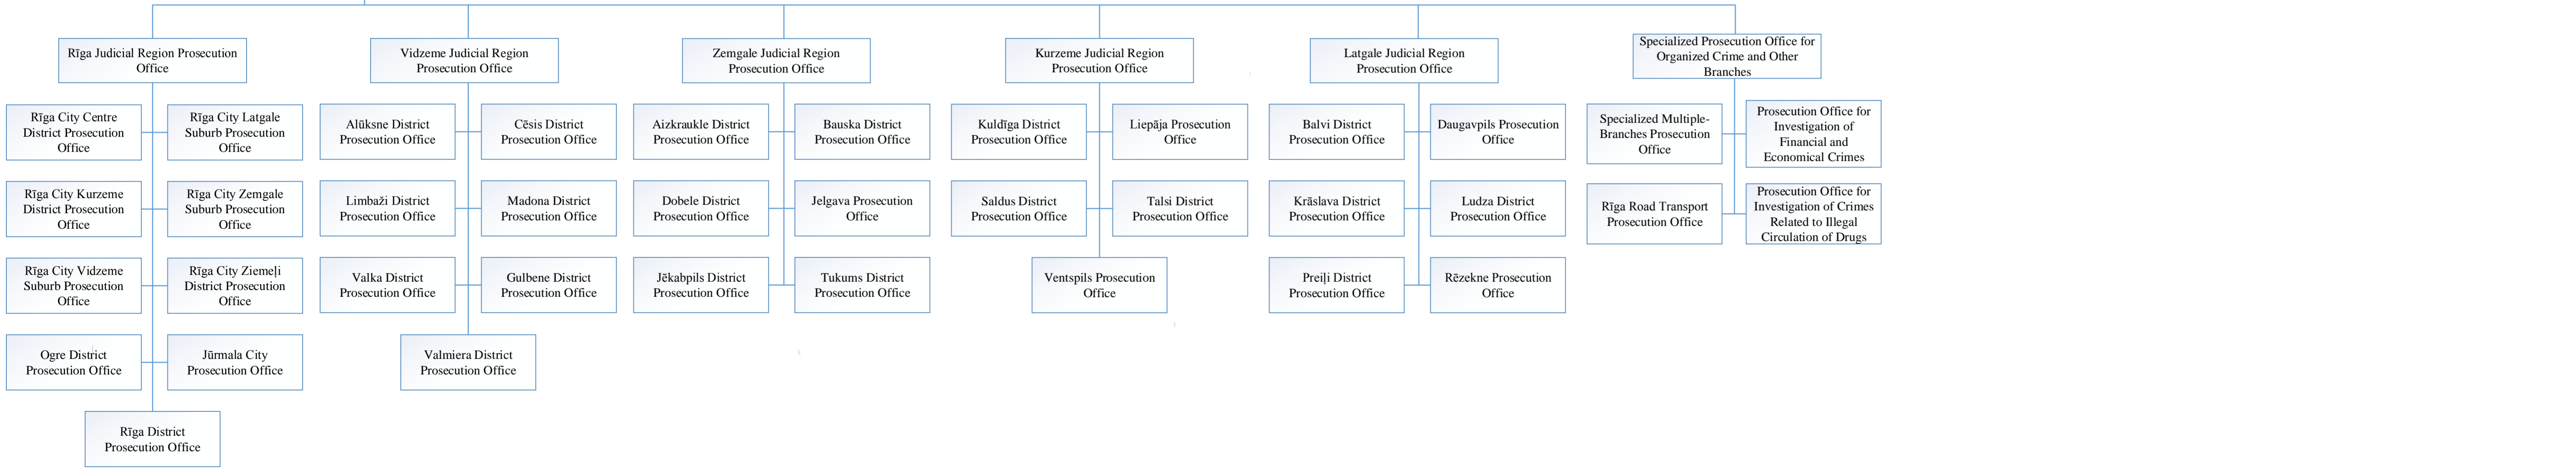 Rīga Judicial Region Prosecution
Office
Vidzeme Judicial Region
Prosecution Office
Zemgale Judicial Region
Prosecution Office
Kurzeme Judicial Region
Prosecution Office
Latgale Judicial Region
Prosecution Office
Specialized Prosecution Office for
Organized Crime and Other
Branches
Rīga City Centre
District Prosecution
Office
Rīga City Latgale
Suburb Prosecution
Office
Alūksne District
Prosecution Office
Cēsis District
Prosecution Office
Aizkraukle District
Prosecution Office
Bauska District
Prosecution Office
Kuldīga District
Prosecution Office
Liepāja Prosecution
Office
Balvi District
Prosecution Office
Daugavpils Prosecution
Office
Specialized Multiple-
Branches Prosecution
Office
Prosecution Office for
Investigation of
Financial and
Economical Crimes
Rīga City Kurzeme
District Prosecution
Office
Rīga City Zemgale
Suburb Prosecution
Office
Limbaži District
Prosecution Office
Madona District
Prosecution Office
Dobele District
Prosecution Office
Jelgava Prosecution
Office
Saldus District
Prosecution Office
Talsi District
Prosecution Office
Krāslava District
Prosecution Office
Ludza District
Prosecution Office
Rīga Road Transport
Prosecution Office
Prosecution Office for
Investigation of Crimes
Related to Illegal
Circulation of Drugs
Rīga City Vidzeme
Suburb Prosecution
Office
Rīga City Ziemeļi
District Prosecution
Office
Valka District
Prosecution Office
Gulbene District
Prosecution Office
Jēkabpils District
Prosecution Office
Tukums District
Prosecution Office
Ventspils Prosecution
Office
Preiļi District
Prosecution Office
Rēzekne Prosecution
Office
Ogre District
Prosecution Office
Jūrmala City
Prosecution Office
Valmiera District
Prosecution Office
Rīga District
Prosecution Office